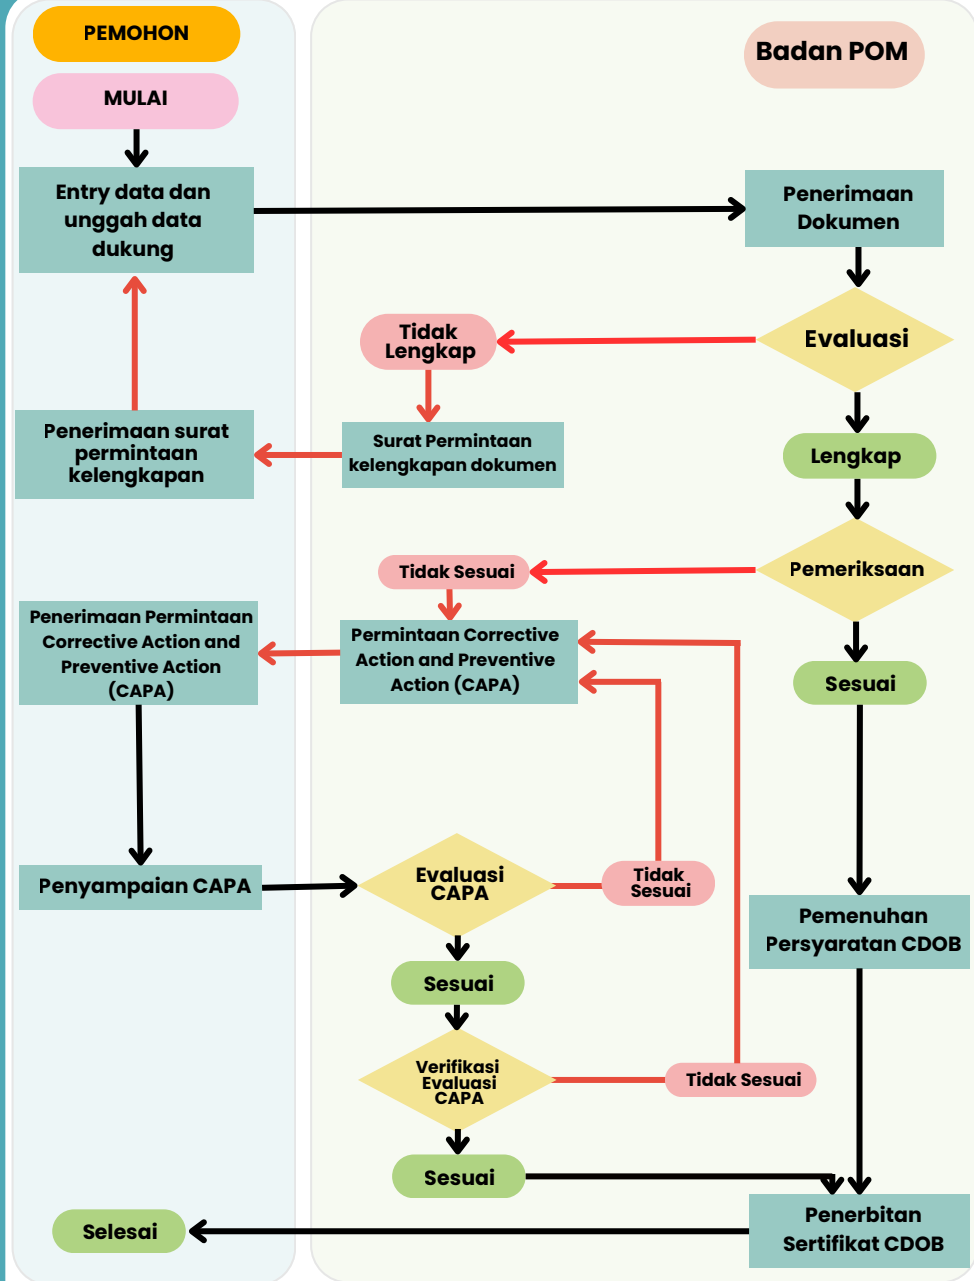 PEMOHON
Badan POM
MULAI
Entry data dan
unggah data
dukung
Penerimaan
Dokumen
Evaluasi
Tidak
Lengkap
Penerimaan surat
permintaan
kelengkapan
Surat Permintaan
kelengkapan dokumen
Lengkap
Pemeriksaan
Tidak Sesuai
Penerimaan Permintaan
Corrective Action and
Preventive Action
(CAPA)
Permintaan Corrective
Action and Preventive
Action (CAPA)
Sesuai
Penyampaian CAPA
Evaluasi
CAPA
Tidak
Sesuai
Pemenuhan
Persyaratan CDOB
Sesuai
Verifikasi
Evaluasi
CAPA
Tidak Sesuai
Sesuai
Penerbitan
Sertifikat CDOB
Selesai